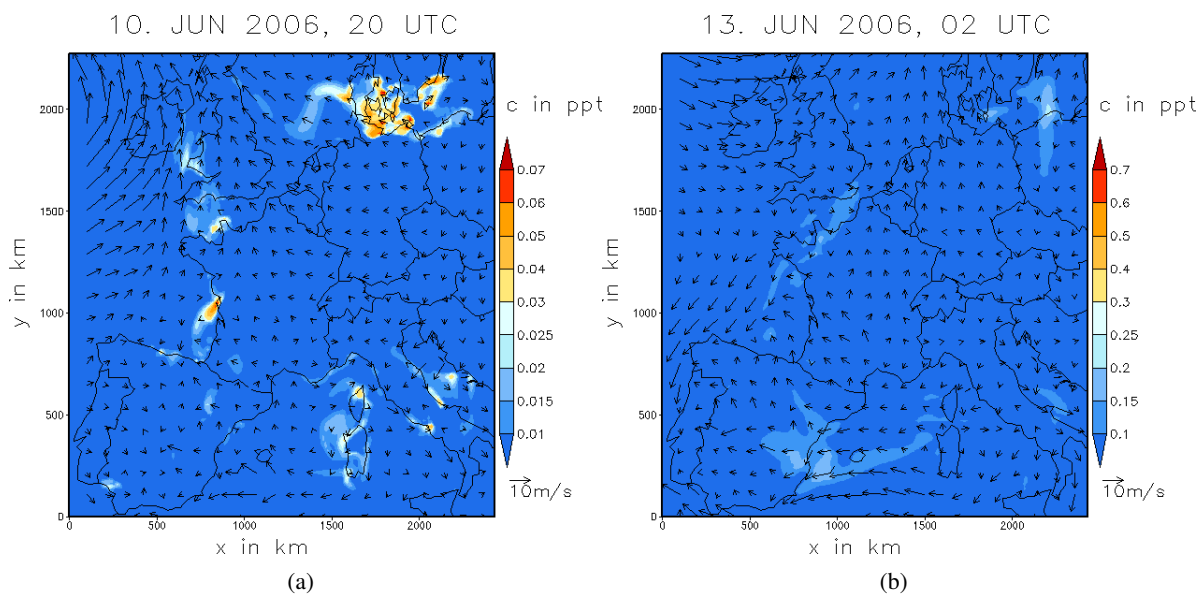 10. JUN 2006, 20 UTC
13. JUN 2006, 02 UTC
c in ppt
c in ppt
y in km
2000
1500
1000
500
0
0.07
0.06
0.05
0.04
0.03
0.025
0.02
0.015
0.01
10m/s
0 500 1000 1500 2000
x in km
y in km
2000
1500
1000
500
0
0.7
0.6
0.5
0.4
0.3
0.25
0.2
0.15
0.1
10m/s
0 500 1000 1500 2000
x in km
(a)
(b)